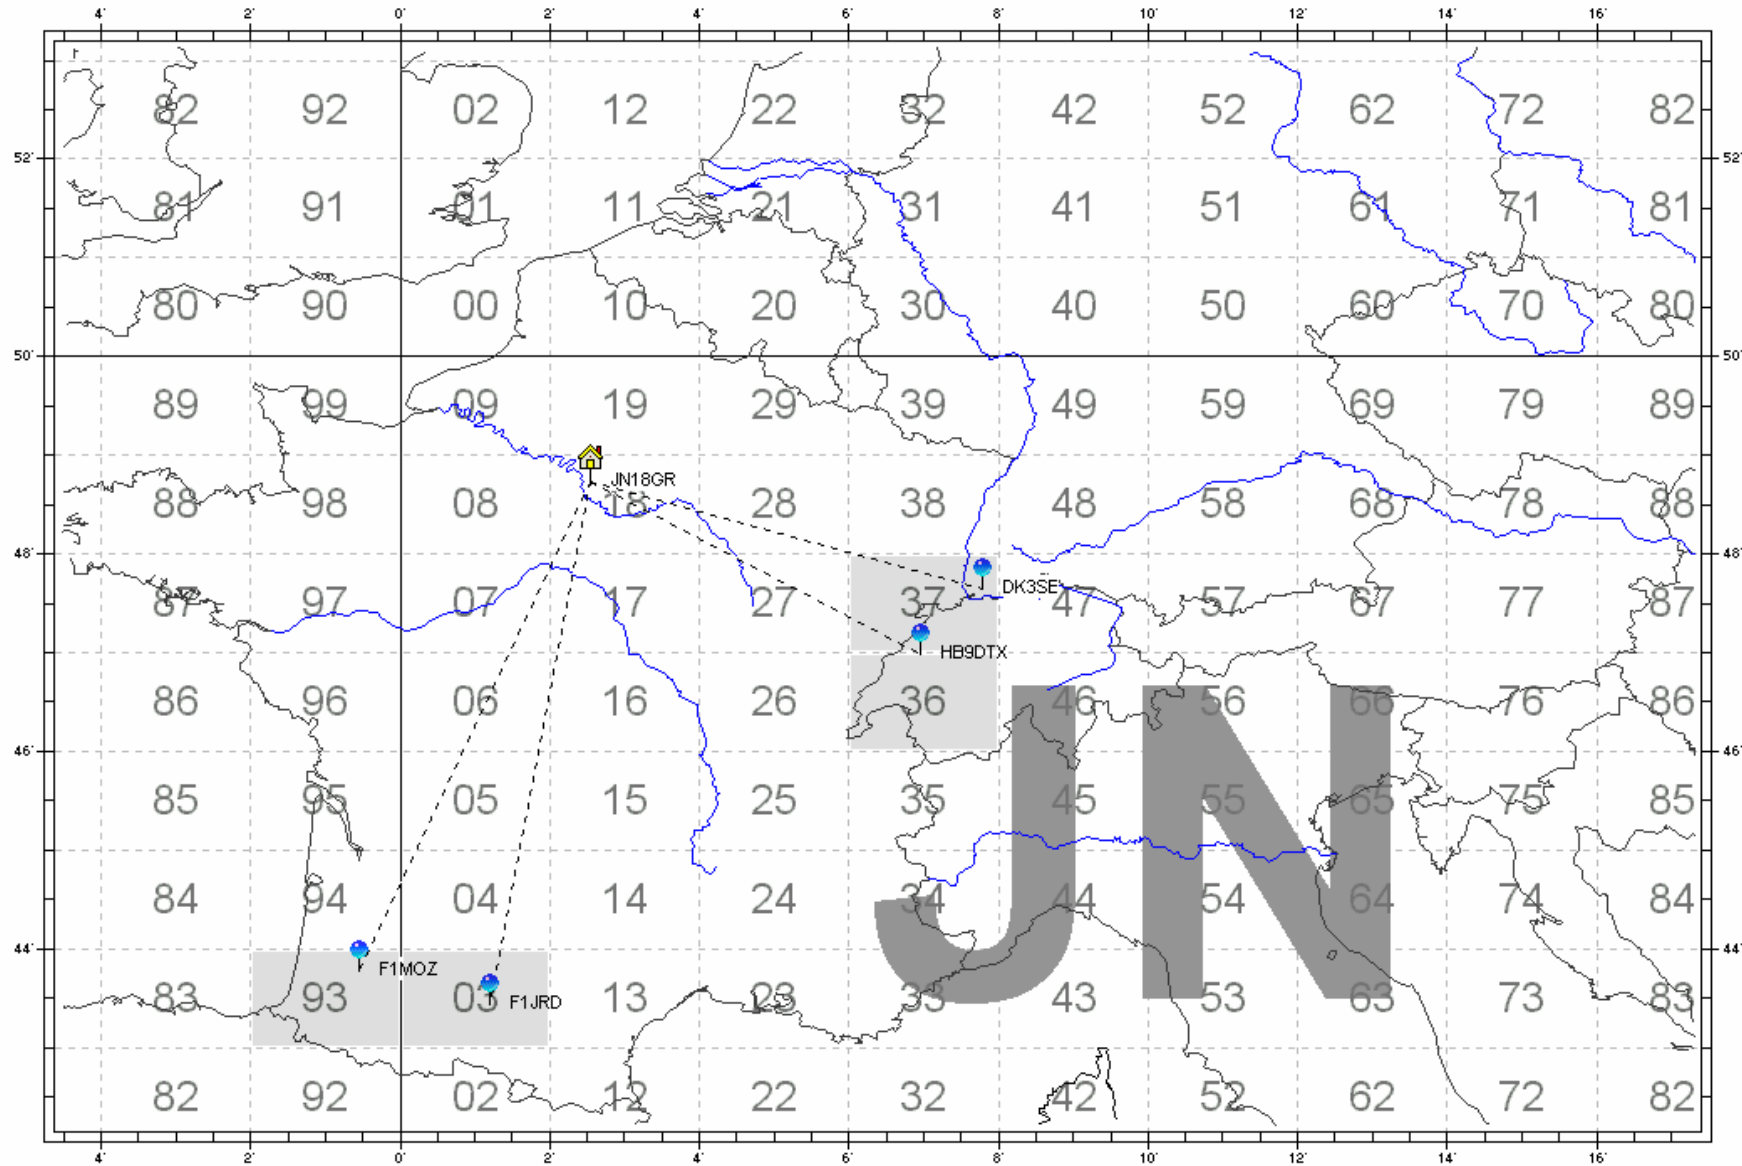 4' 2' 0' 2' 4' 6' 8' 10' 12' 14' 16'
82 92 02 12 22 32 42 52 62 72 82
52' 52'
81 91 01 11 21 31 41 51 61 71 81
80 90 00 10 20 30 40 50 60 70 80
50' 50'
89 99 09 19 29 39 49 59 69 79 89
JN18GR
88 98 08 18 28 38 48 58 68 78 88
48' 48'
DK3SE
87 97 07 17 27 37 47 57 67 77 87
HB9DTX
86 96 06 16 26 36 46 56 66 76 86
46' 46'
JN
85 95 05 15 25 35 45 55 65 75 85
84 94 04 14 24 34 44 54 64 74 84
44' 44'
F1MOZ
83 93 03 13 23 33 43 53 63 73 83
F1JRD
82 92 02 12 22 32 42 52 62 72 82
4' 2' 0' 2' 4' 6' 8' 10' 12' 14' 16'